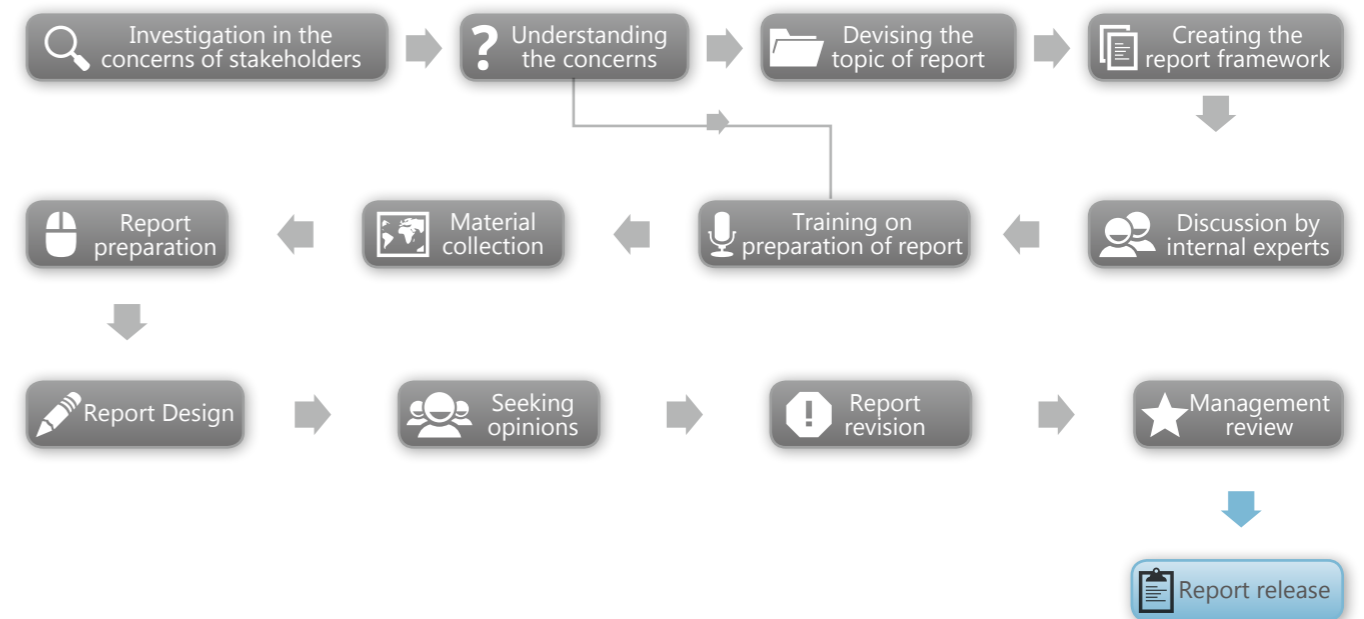 Investigation in the
concerns of stakeholders
Understanding
the concerns
Devising the
topic of report
Creating the
report framework
Discussion by
internal experts
Training on
preparation of report
Material
collection
Report
preparation
Report Design
Seeking
opinions
Report
revision
Management
review
Report release